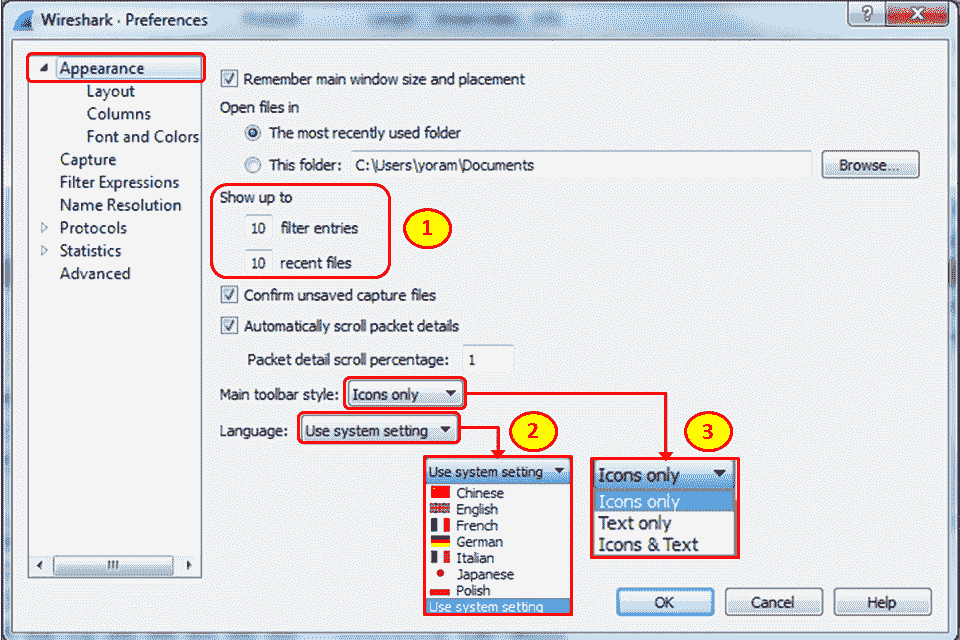 Wireshark · Preferences
Appearance
Layout
Columns
Font and Colors
Capture
Filter Expressions
Name Resolution
Protocols
Statistics
Advanced
Remember main window size and placement
Open files in
The most recently used folder
This folder: C:\Users\yoram\Documents Browse...
Show up to
10 filter entries
10 recent files
1
Confirm unsaved capture files
Automatically scroll packet details
Packet detail scroll percentage: 1
Main toolbar style: Icons only
Language: Use system setting
2
3
Use system setting
Chinese
English
French
German
Italian
Japanese
Polish
Use system setting
Icons only
Icons only
Text only
Icons & Text
OK Cancel Help